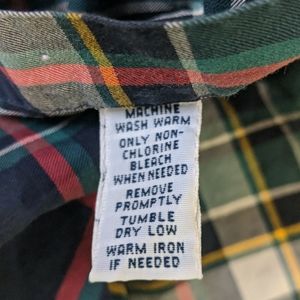 MACHINE
WASH WARM
ONLY NON-
CHLORINE
BLEACH
WHEN NEEDED
REMOVE
PROMPTLY
TUMBLE
DRY LOW
WARM IRON
IF NEEDED